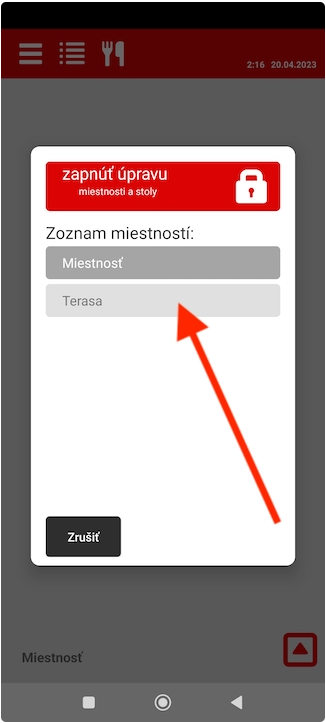 2:16 20.04.2023
zapnúť úpravu
miestnosti a stoly
Zoznam miestností:
Miestnosť
Terasa
Zrušiť
Miestnosť